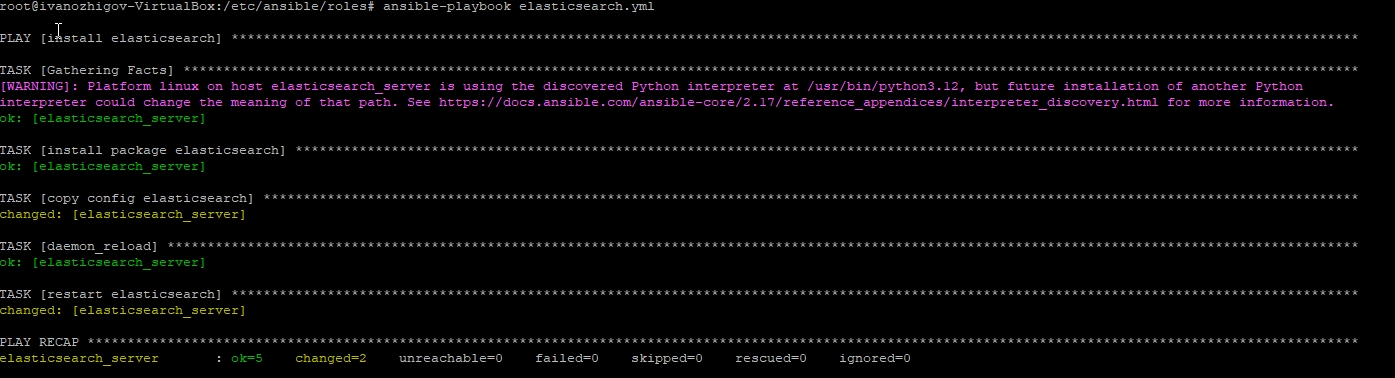 root@ivanozhigov-VirtualBox:/etc/ansible/roles# ansible-playbook elasticsearch.yml
PLAY [install elasticsearch] *********************************************************************************************************************************************
TASK [Gathering Facts] ***************************************************************************************************************************************************
[WARNING]: Platform linux on host elasticsearch_server is using the discovered Python interpreter at /usr/bin/python3.12, but future installation of another Python
interpreter could change the meaning of that path. See https://docs.ansible.com/ansible-core/2.17/reference_appendices/interpreter_discovery.html for more information.
ok: [elasticsearch_server]
TASK [install package elasticsearch] *************************************************************************************************************************************
ok: [elasticsearch_server]
TASK [copy config elasticsearch] *****************************************************************************************************************************************
changed: [elasticsearch_server]
TASK [daemon_reload] *****************************************************************************************************************************************************
ok: [elasticsearch_server]
TASK [restart elasticsearch] *********************************************************************************************************************************************
changed: [elasticsearch_server]
PLAY RECAP ***************************************************************************************************************************************************************
elasticsearch_server       : ok=5    changed=2    unreachable=0    failed=0    skipped=0    rescued=0    ignored=0